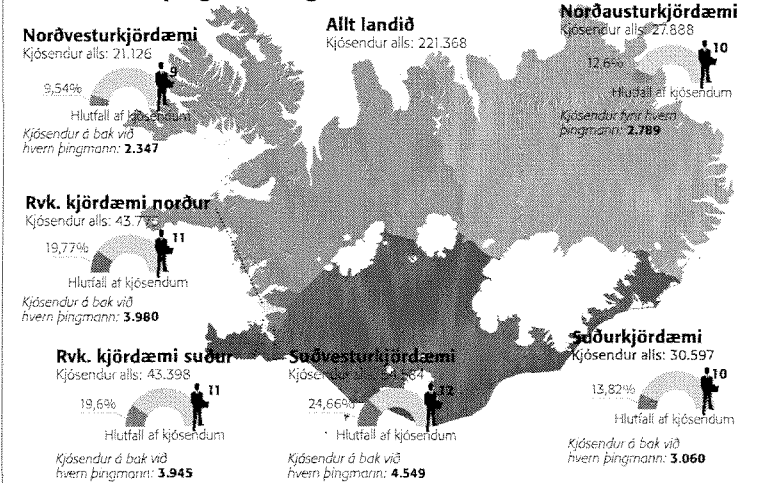 Norðvesturkjördæmi
Kjósendur alls: 21.126
9
9,54%
Hlutfall af kjósendum
Kjósendur á bak við
hvern þingmann: 2.347
Allt landið
Kjósendur alls: 221.368
Norðausturkjördæmi
Kjósendur alls: 27.888
10
12,6%
Hlutfall af kjósendum
Kjósendur fyrir hvern
þingmann: 2.789
Rvk. kjördæmi norður
Kjósendur alls:
11
19,77%
Hlutfall af kjósendum
Kjósendur á bak við
hvern þingmann: 3.980
Rvk. kjördæmi suður
Kjósendur alls: 43.398
11
19,6%
Hlutfall af kjósendum
Kjósendur á bak við
hvern þingmann: 3.945
Suðvesturkjördæmi
12
24,66%
Hlutfall af kjósendum
Kjósendur á bak við
hvern þingmann: 4.549
Suðurkjördæmi
Kjósendur alls: 30.597
10
13,82%
Hlutfall af kjósendum
Kjósendur á bak við
hvern þingmann: 3.060